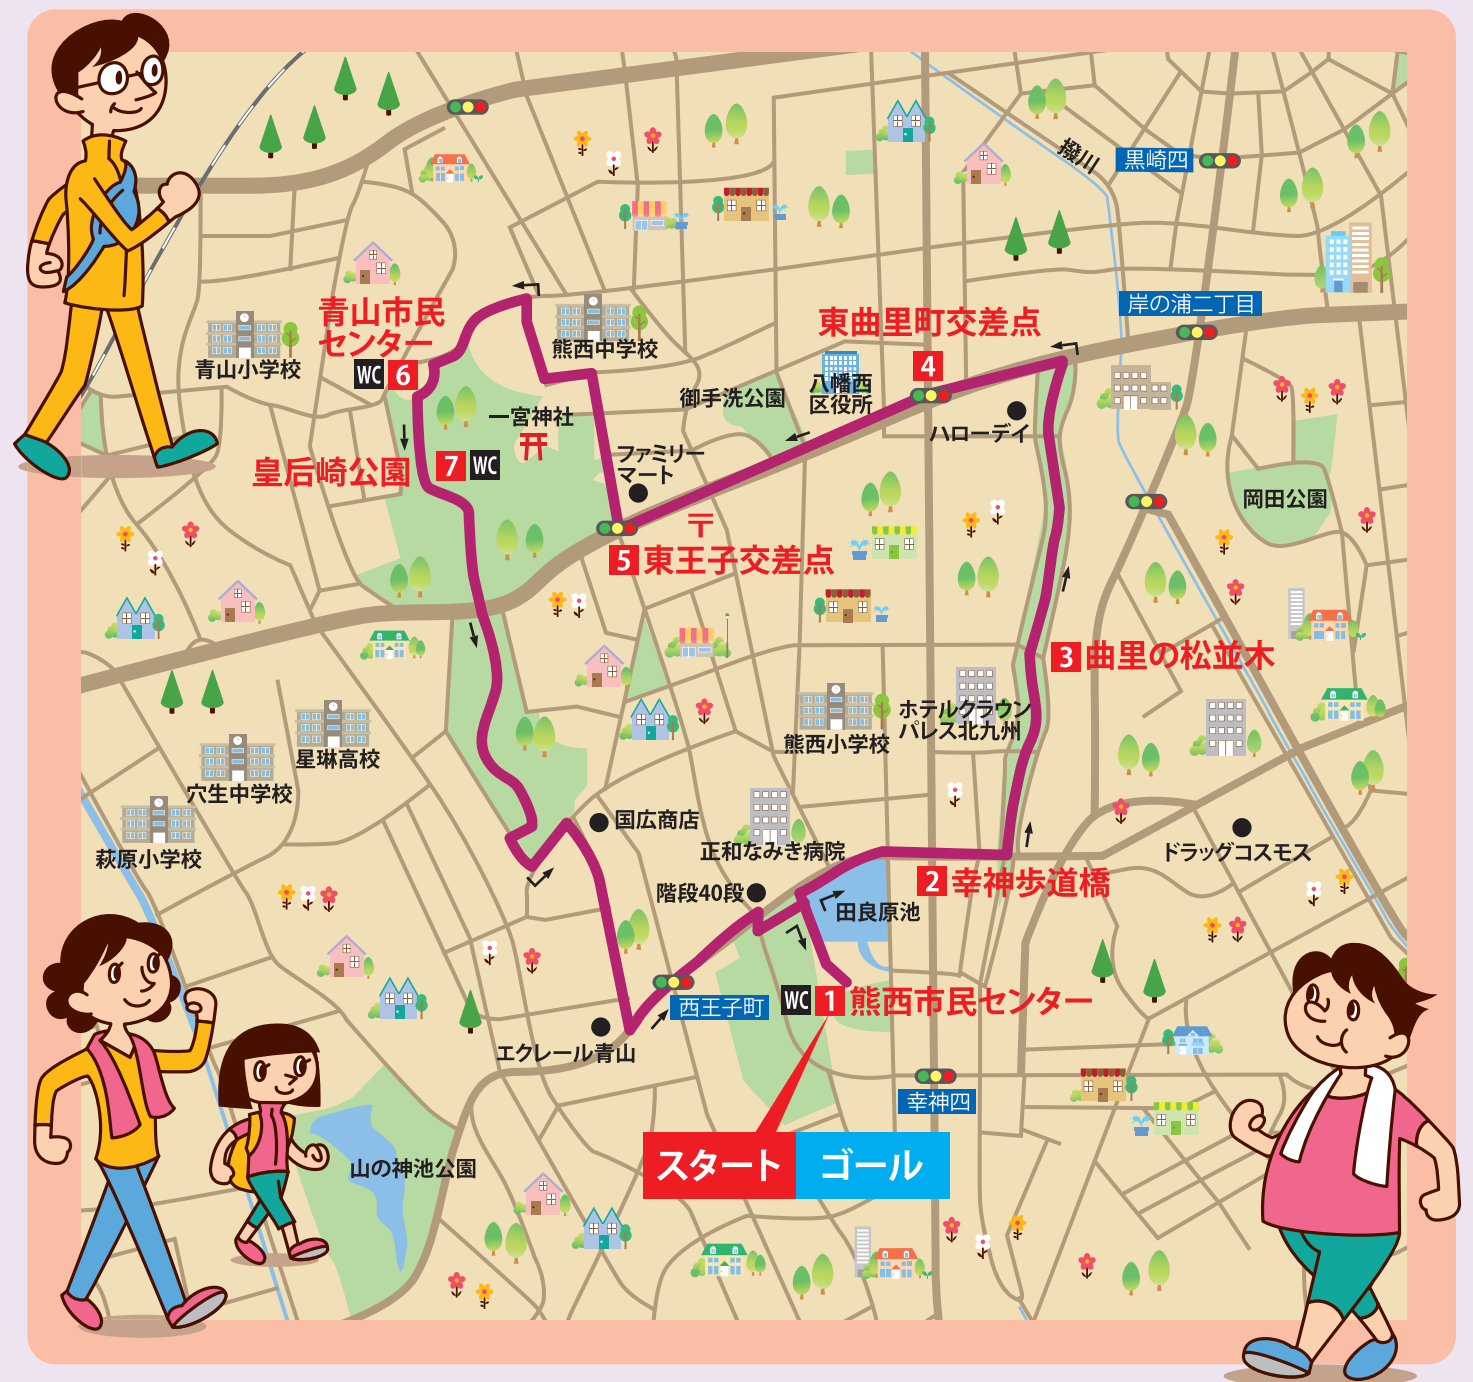 撥川
黒崎四
岸の浦二丁目
青山市民
センター
WC
6
青山小学校
熊西中学校
東曲里町交差点
4
八幡西
区役所
御手洗公園
ハローデイ
一宮神社
皇后崎公園
7
WC
ファミリー
マート
〒
5
東王子交差点
岡田公園
3
曲里の松並木
ホテルクラウン
パレス北九州
熊西小学校
星琳高校
穴生中学校
萩原小学校
国広商店
正和なみき病院
ドラッグコスモス
2
幸神歩道橋
階段40段
田良原池
WC
1
熊西市民センター
西王子町
エクレール青山
幸神四
スタート
ゴール
山の神池公園